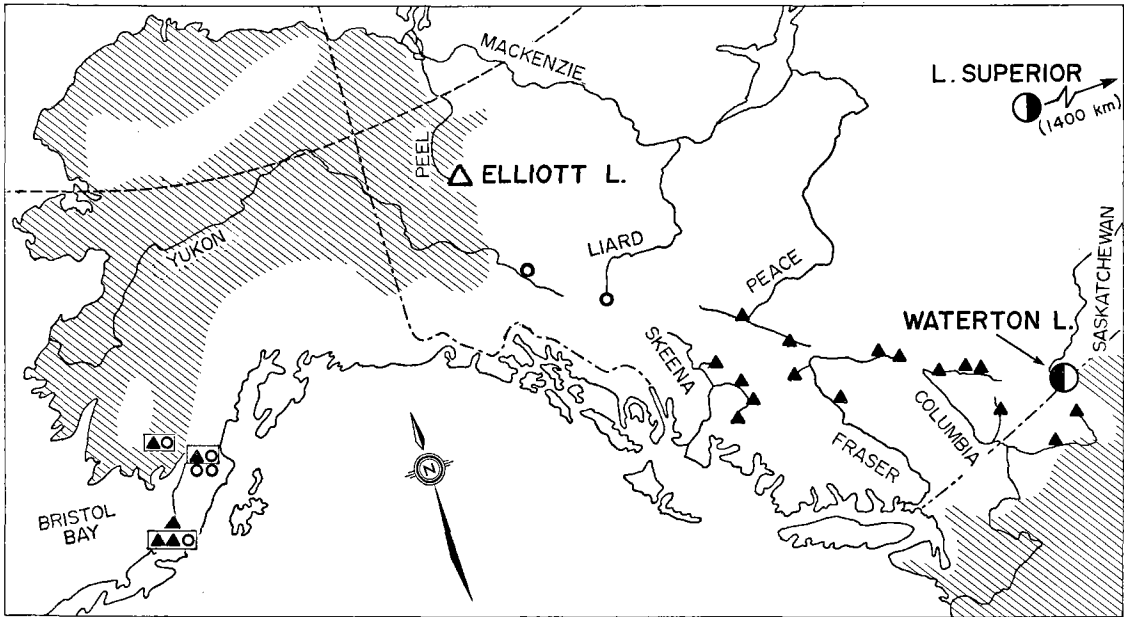 MACKENZIE
L. SUPERIOR
(1400 km)
PEEL
ELLIOTT L.
YUKON
LIARD
PEACE
SASKATCHEWAN
WATERTON L.
SKEENA
COLUMBIA
FRASER
N
BRISTOL
BAY